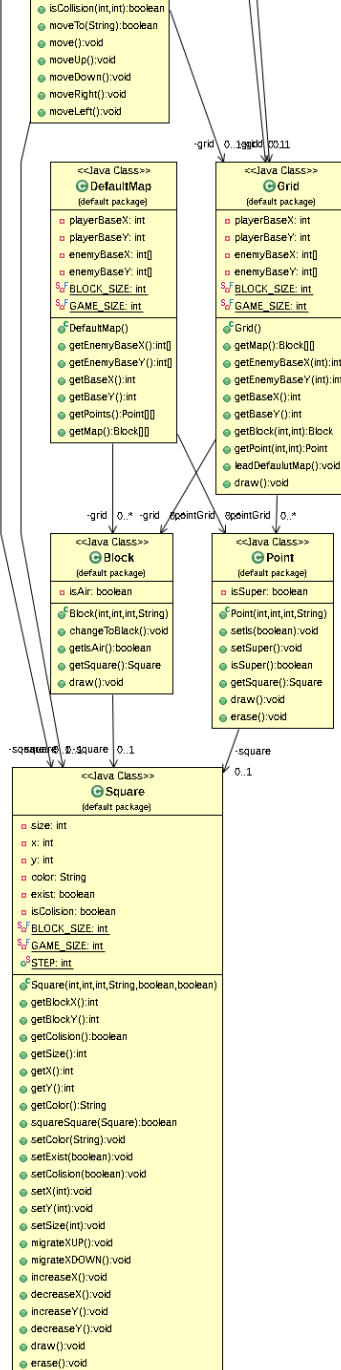 isCollision(int,int):boolean
moveTo(String):boolean
move():void
moveUp():void
moveDown():void
moveRight():void
moveLeft():void
-grid
<<Java Class>>
DefaultMap
(default package)
playerBaseX: int
playerBaseY: int
enemyBaseX: int[]
enemyBaseY: int[]
BLOCK_SIZE: int
GAME_SIZE: int
DefaultMap()
getEnemyBaseX():int[]
getEnemyBaseY():int[]
getBaseX():int
getBaseY():int
getPoints():Point[][]
getMap():Block[][]
<<Java Class>>
Grid
(default package)
playerBaseX: int
playerBaseY: int
enemyBaseX: int[]
enemyBaseY: int[]
BLOCK_SIZE: int
GAME_SIZE: int
Grid()
getMap():Block[][]
getEnemyBaseX(int):int
getEnemyBaseY(int):int
getBaseX():int
getBaseY():int
getBlock(int,int):Block
getPoint(int,int):Point
leadDefaulutMap():void
draw():void
-grid 0..* -grid
0..*
<<Java Class>>
Block
(default package)
isAir: boolean
Block(int,int,int,String)
changeToBlack():void
getIsAir():boolean
getSquare():Square
draw():void
<<Java Class>>
Point
(default package)
isSuper: boolean
Point(int,int,int,String)
setIs(boolean):void
setSuper():void
isSuper():boolean
getSquare():Square
draw():void
erase():void
0..1
-square
0..1
<<Java Class>>
Square
(default package)
size: int
x: int
y: int
color: String
exist: boolean
isColision: boolean
BLOCK_SIZE: int
GAME_SIZE: int
STEP: int
Square(int,int,int,String,boolean,boolean)
getBlockX():int
getBlockY():int
getColision():boolean
getSize():int
getX():int
getY():int
getColor():String
squareSquare(Square):boolean
setColor(String):void
setExist(boolean):void
setColision(boolean):void
setX(int):void
setY(int):void
setSize(int):void
migrateXUP():void
migrateXDOWN():void
increaseX():void
decreaseX():void
increaseY():void
decreaseY():void
draw():void
erase():void